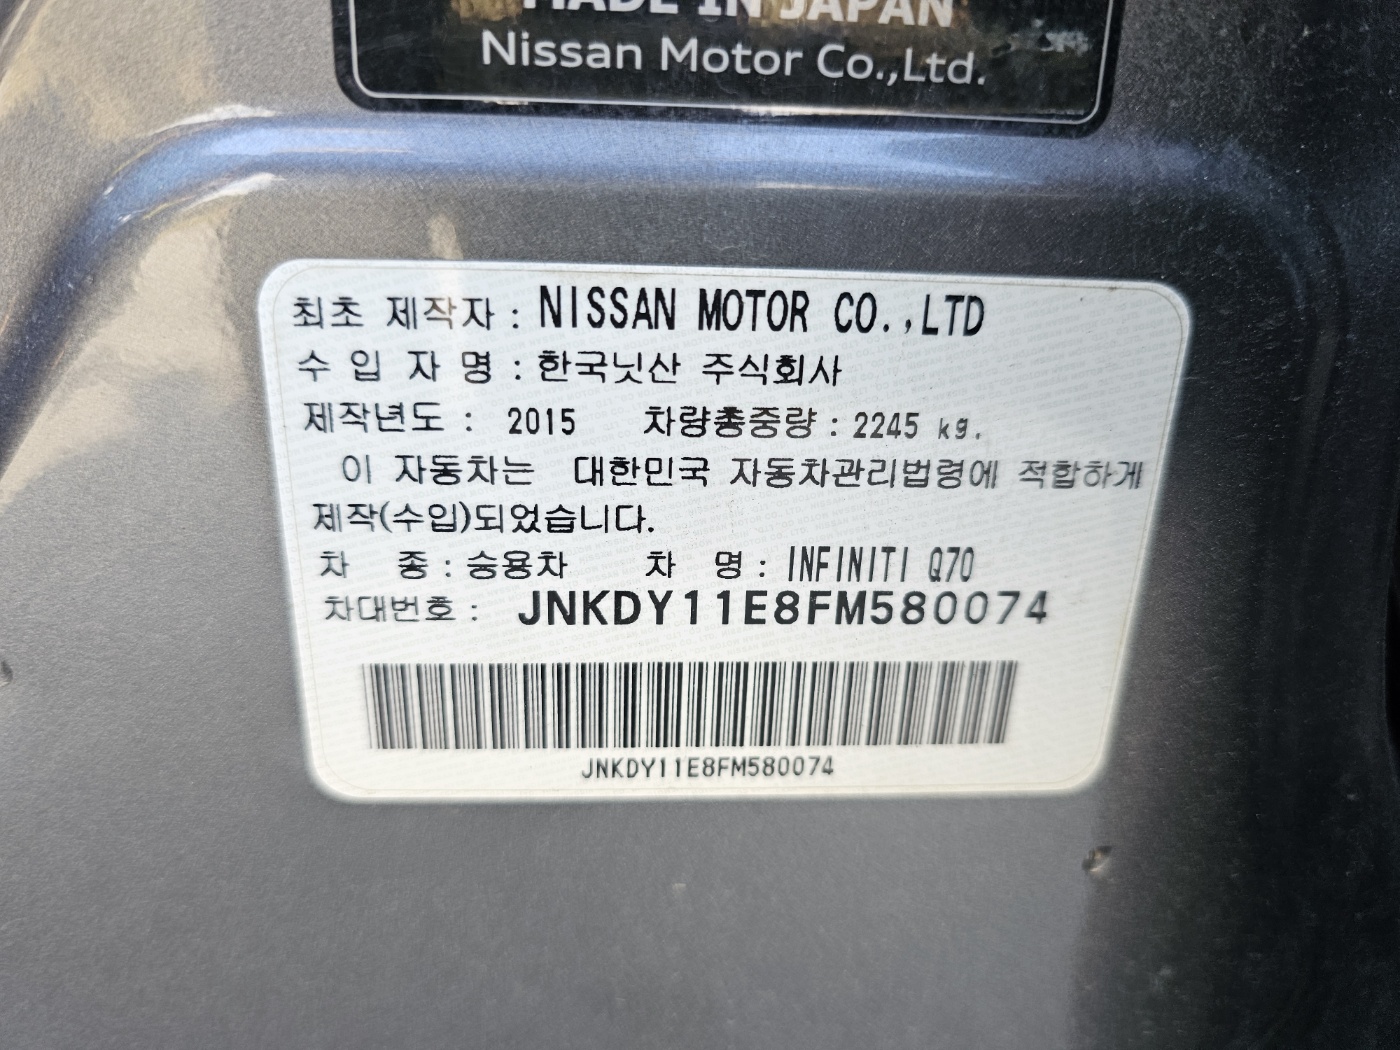 MADE IN JAPAN
Nissan Motor Co.,Ltd.
최초 제작자 : NISSAN MOTOR CO.,LTD
수 입 자 명 : 한국닛산 주식회사
제작년도 : 2015 차량총중량 : 2245 kg.
이 자동차는 대한민국 자동차관리법령에 적합하게
제작(수입)되었습니다.
차 종 : 승용차 차 명 : INFINITI Q70
차대번호 : JNKDY11E8FM580074
JNKDY11E8FM580074